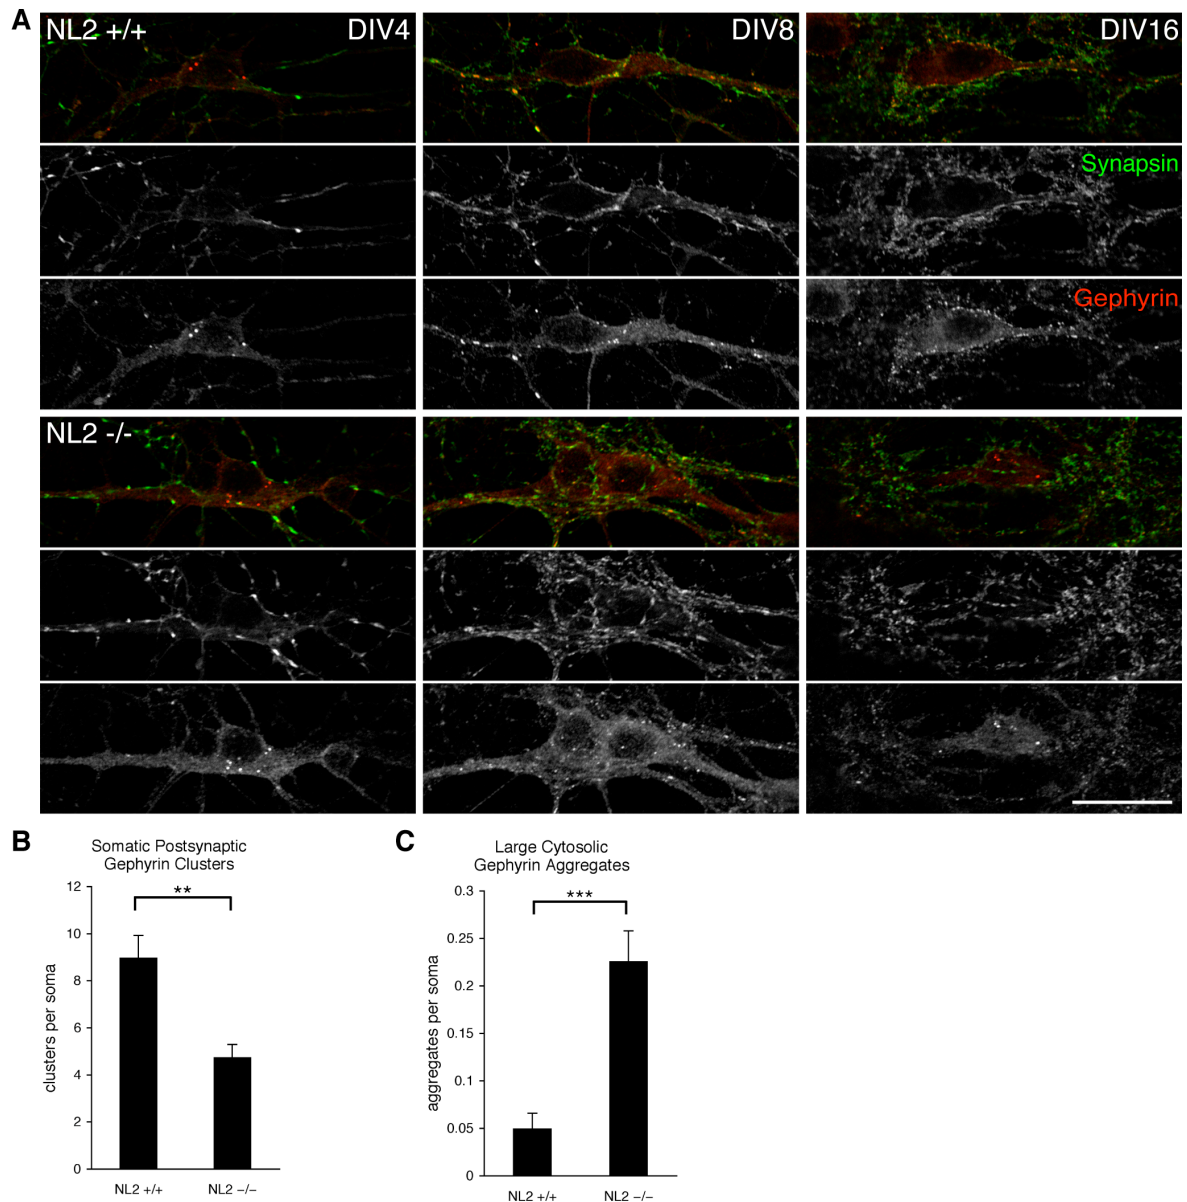 A
NL2 +/+ DIV4 DIV8 DIV16
Synapsin
Gephyrin
NL2 -/-
B
Somatic Postsynaptic
Gephyrin Clusters
12
10
8
6
4
2
0
clusters per soma
**
NL2 +/+ NL2 −/−
C
Large Cytosolic
Gephyrin Aggregates
0.3
0.25
0.2
0.15
0.1
0.05
0
aggregates per soma
***
NL2 +/+ NL2 −/−